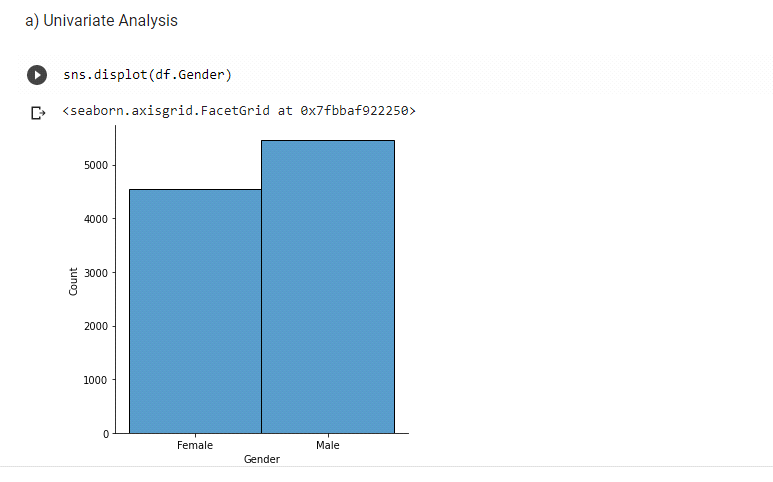 a) Univariate Analysis
sns.displot(df.Gender)
<seaborn.axisgrid.FacetGrid at 0x7fbbaf922250>
5000
4000
3000
2000
1000
0
Count
Female Male
Gender